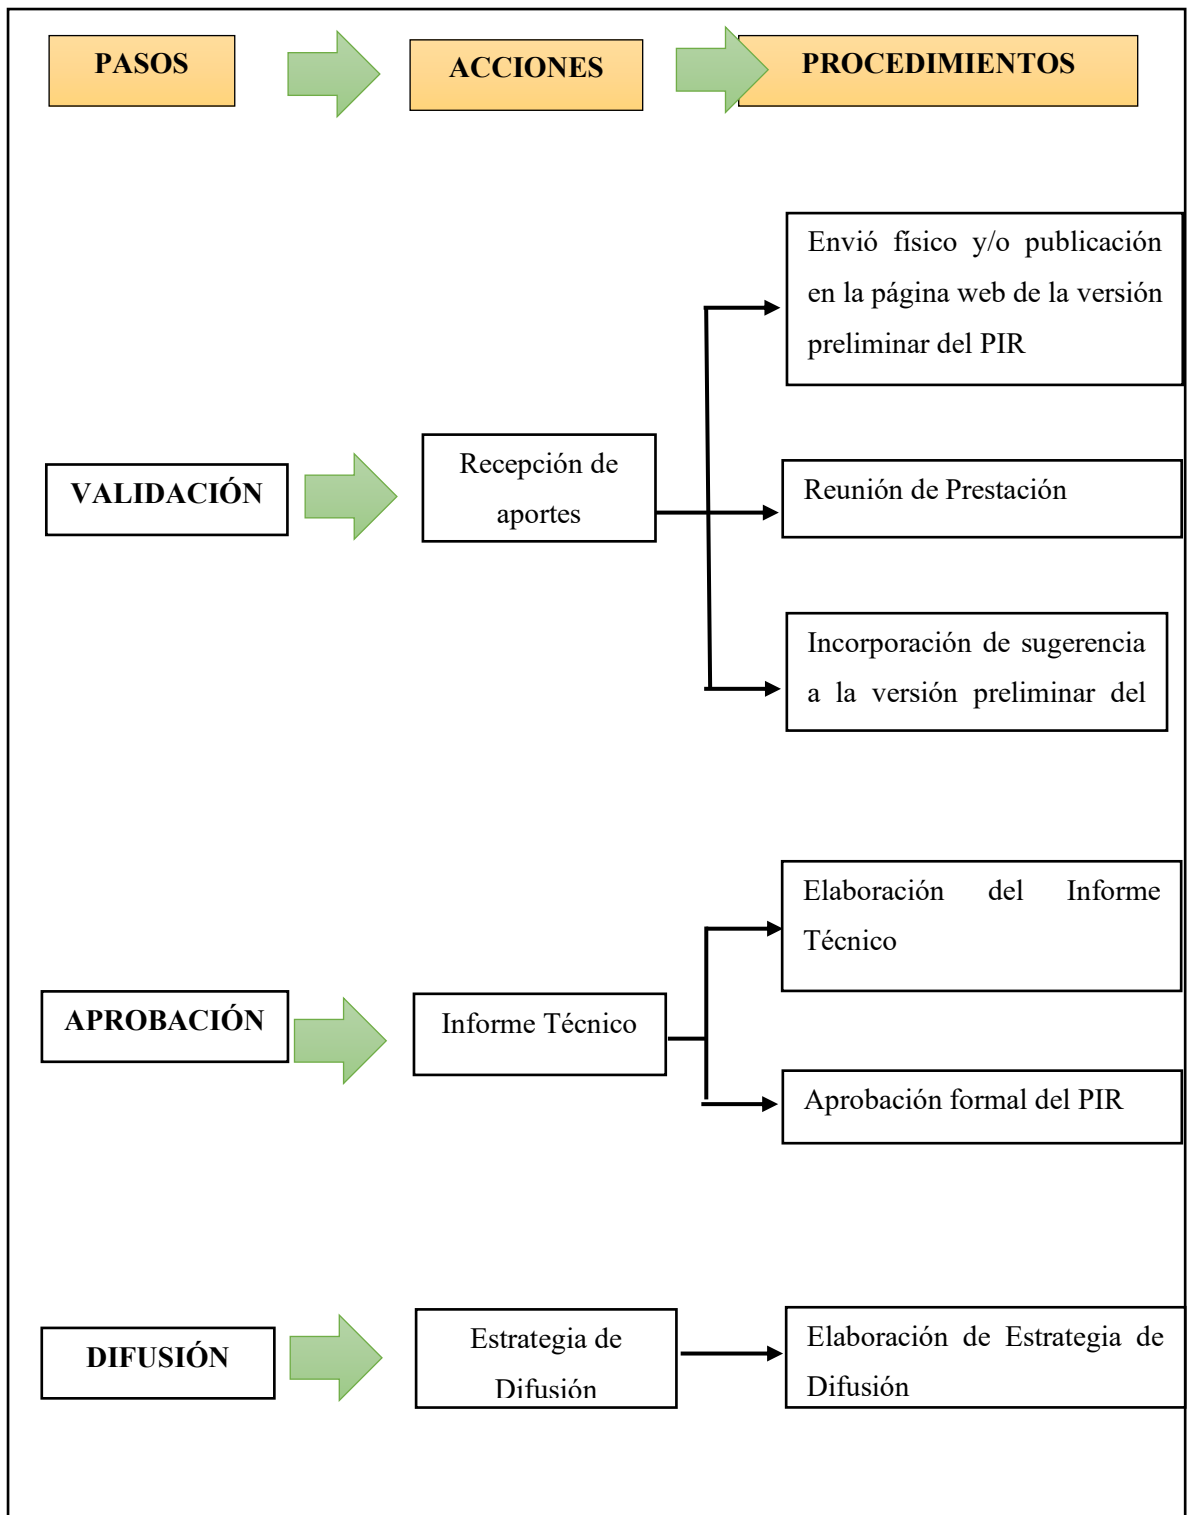 PASOS
ACCIONES
PROCEDIMIENTOS
Envió físico y/o publicación
en la página web de la versión
preliminar del PIR
VALIDACIÓN
Recepción de
aportes
Reunión de Prestación
Incorporación de sugerencia
a la versión preliminar del
Elaboración del Informe
Técnico
APROBACIÓN
Informe Técnico
Aprobación formal del PIR
DIFUSIÓN
Estrategia de
Difusión
Elaboración de Estrategia de
Difusión